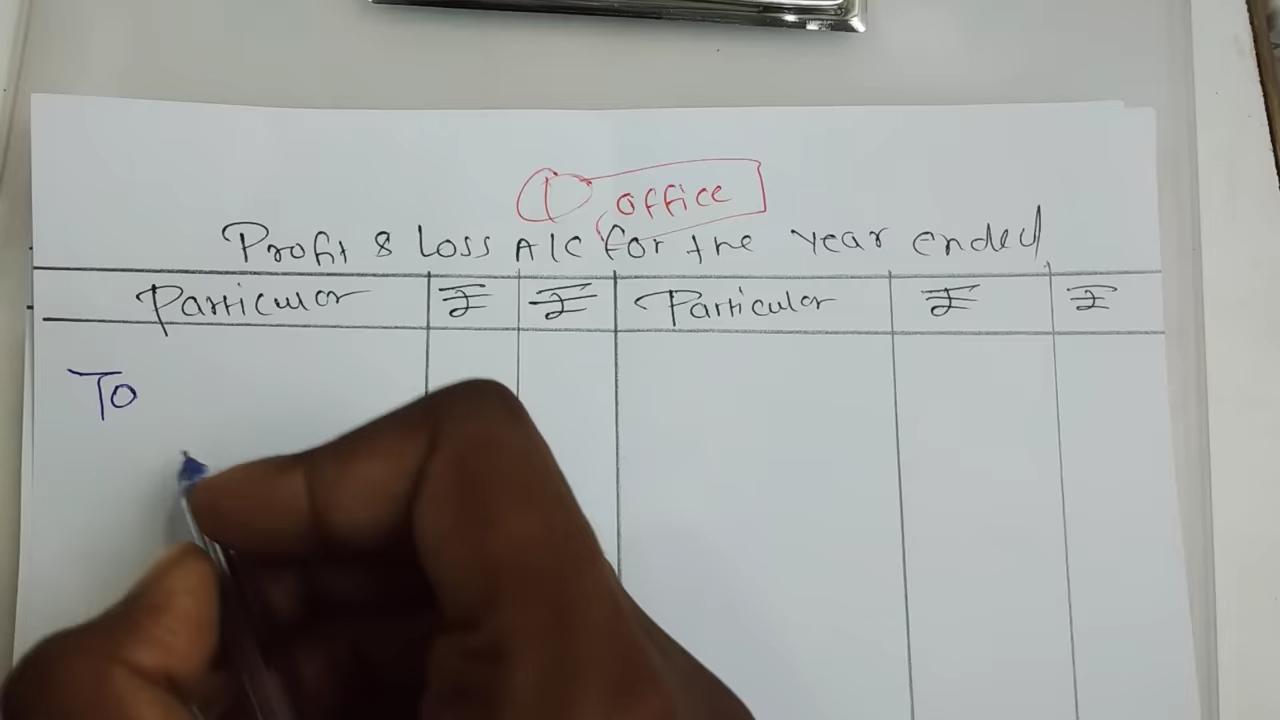 ① office
Profit & Loss A/C for the year ended
Particular ₹ ₹ Particular ₹ ₹
To